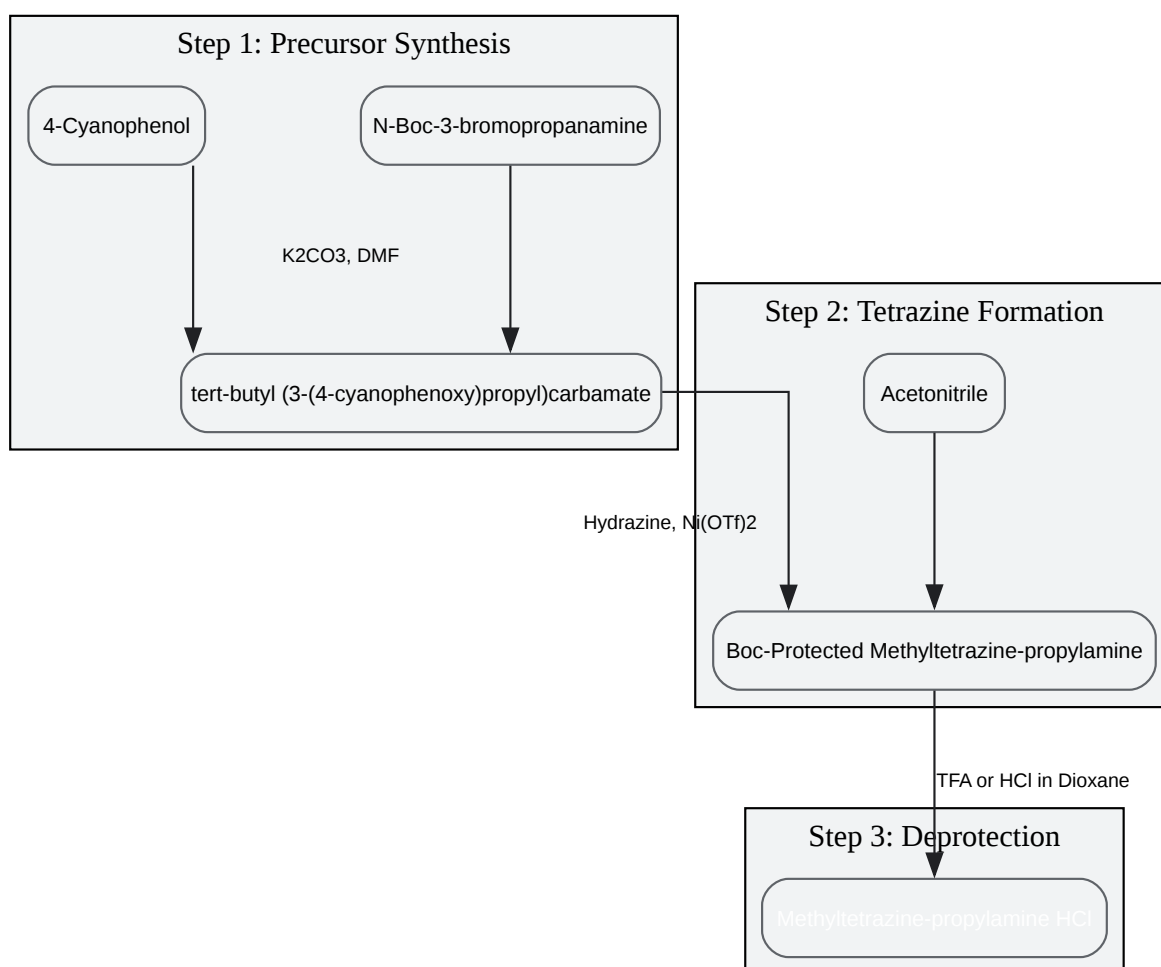 Step 1: Precursor Synthesis
4-Cyanophenol
N-Boc-3-bromopropanamine
K2CO3, DMF
tert-butyl (3-(4-cyanophenoxy)propyl)carbamate
Step 2: Tetrazine Formation
Acetonitrile
Hydrazine, Ni(OTf)2
Boc-Protected Methyltetrazine-propylamine
TFA or HCl in Dioxane
Step 3: Deprotection
Methyltetrazine-propylamine HCl